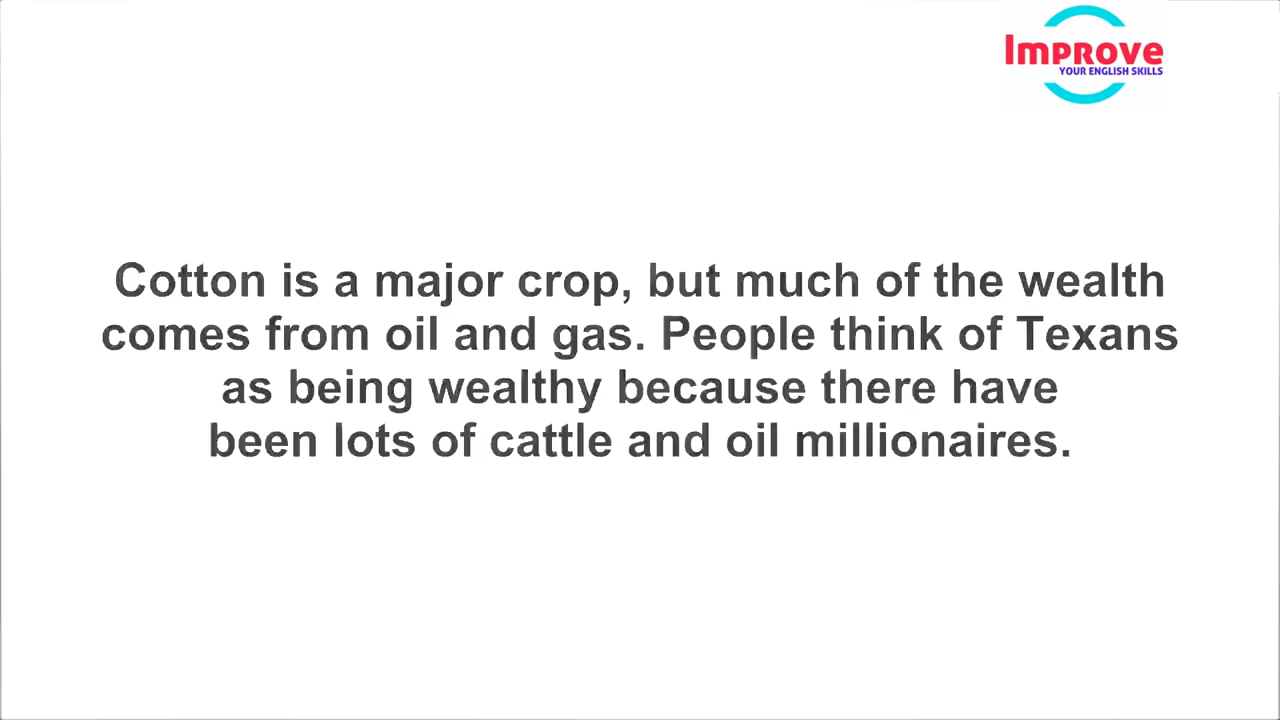 Improve
YOUR ENGLISH SKILLS
Cotton is a major crop, but much of the wealth
comes from oil and gas. People think of Texans
as being wealthy because there have
been lots of cattle and oil millionaires.